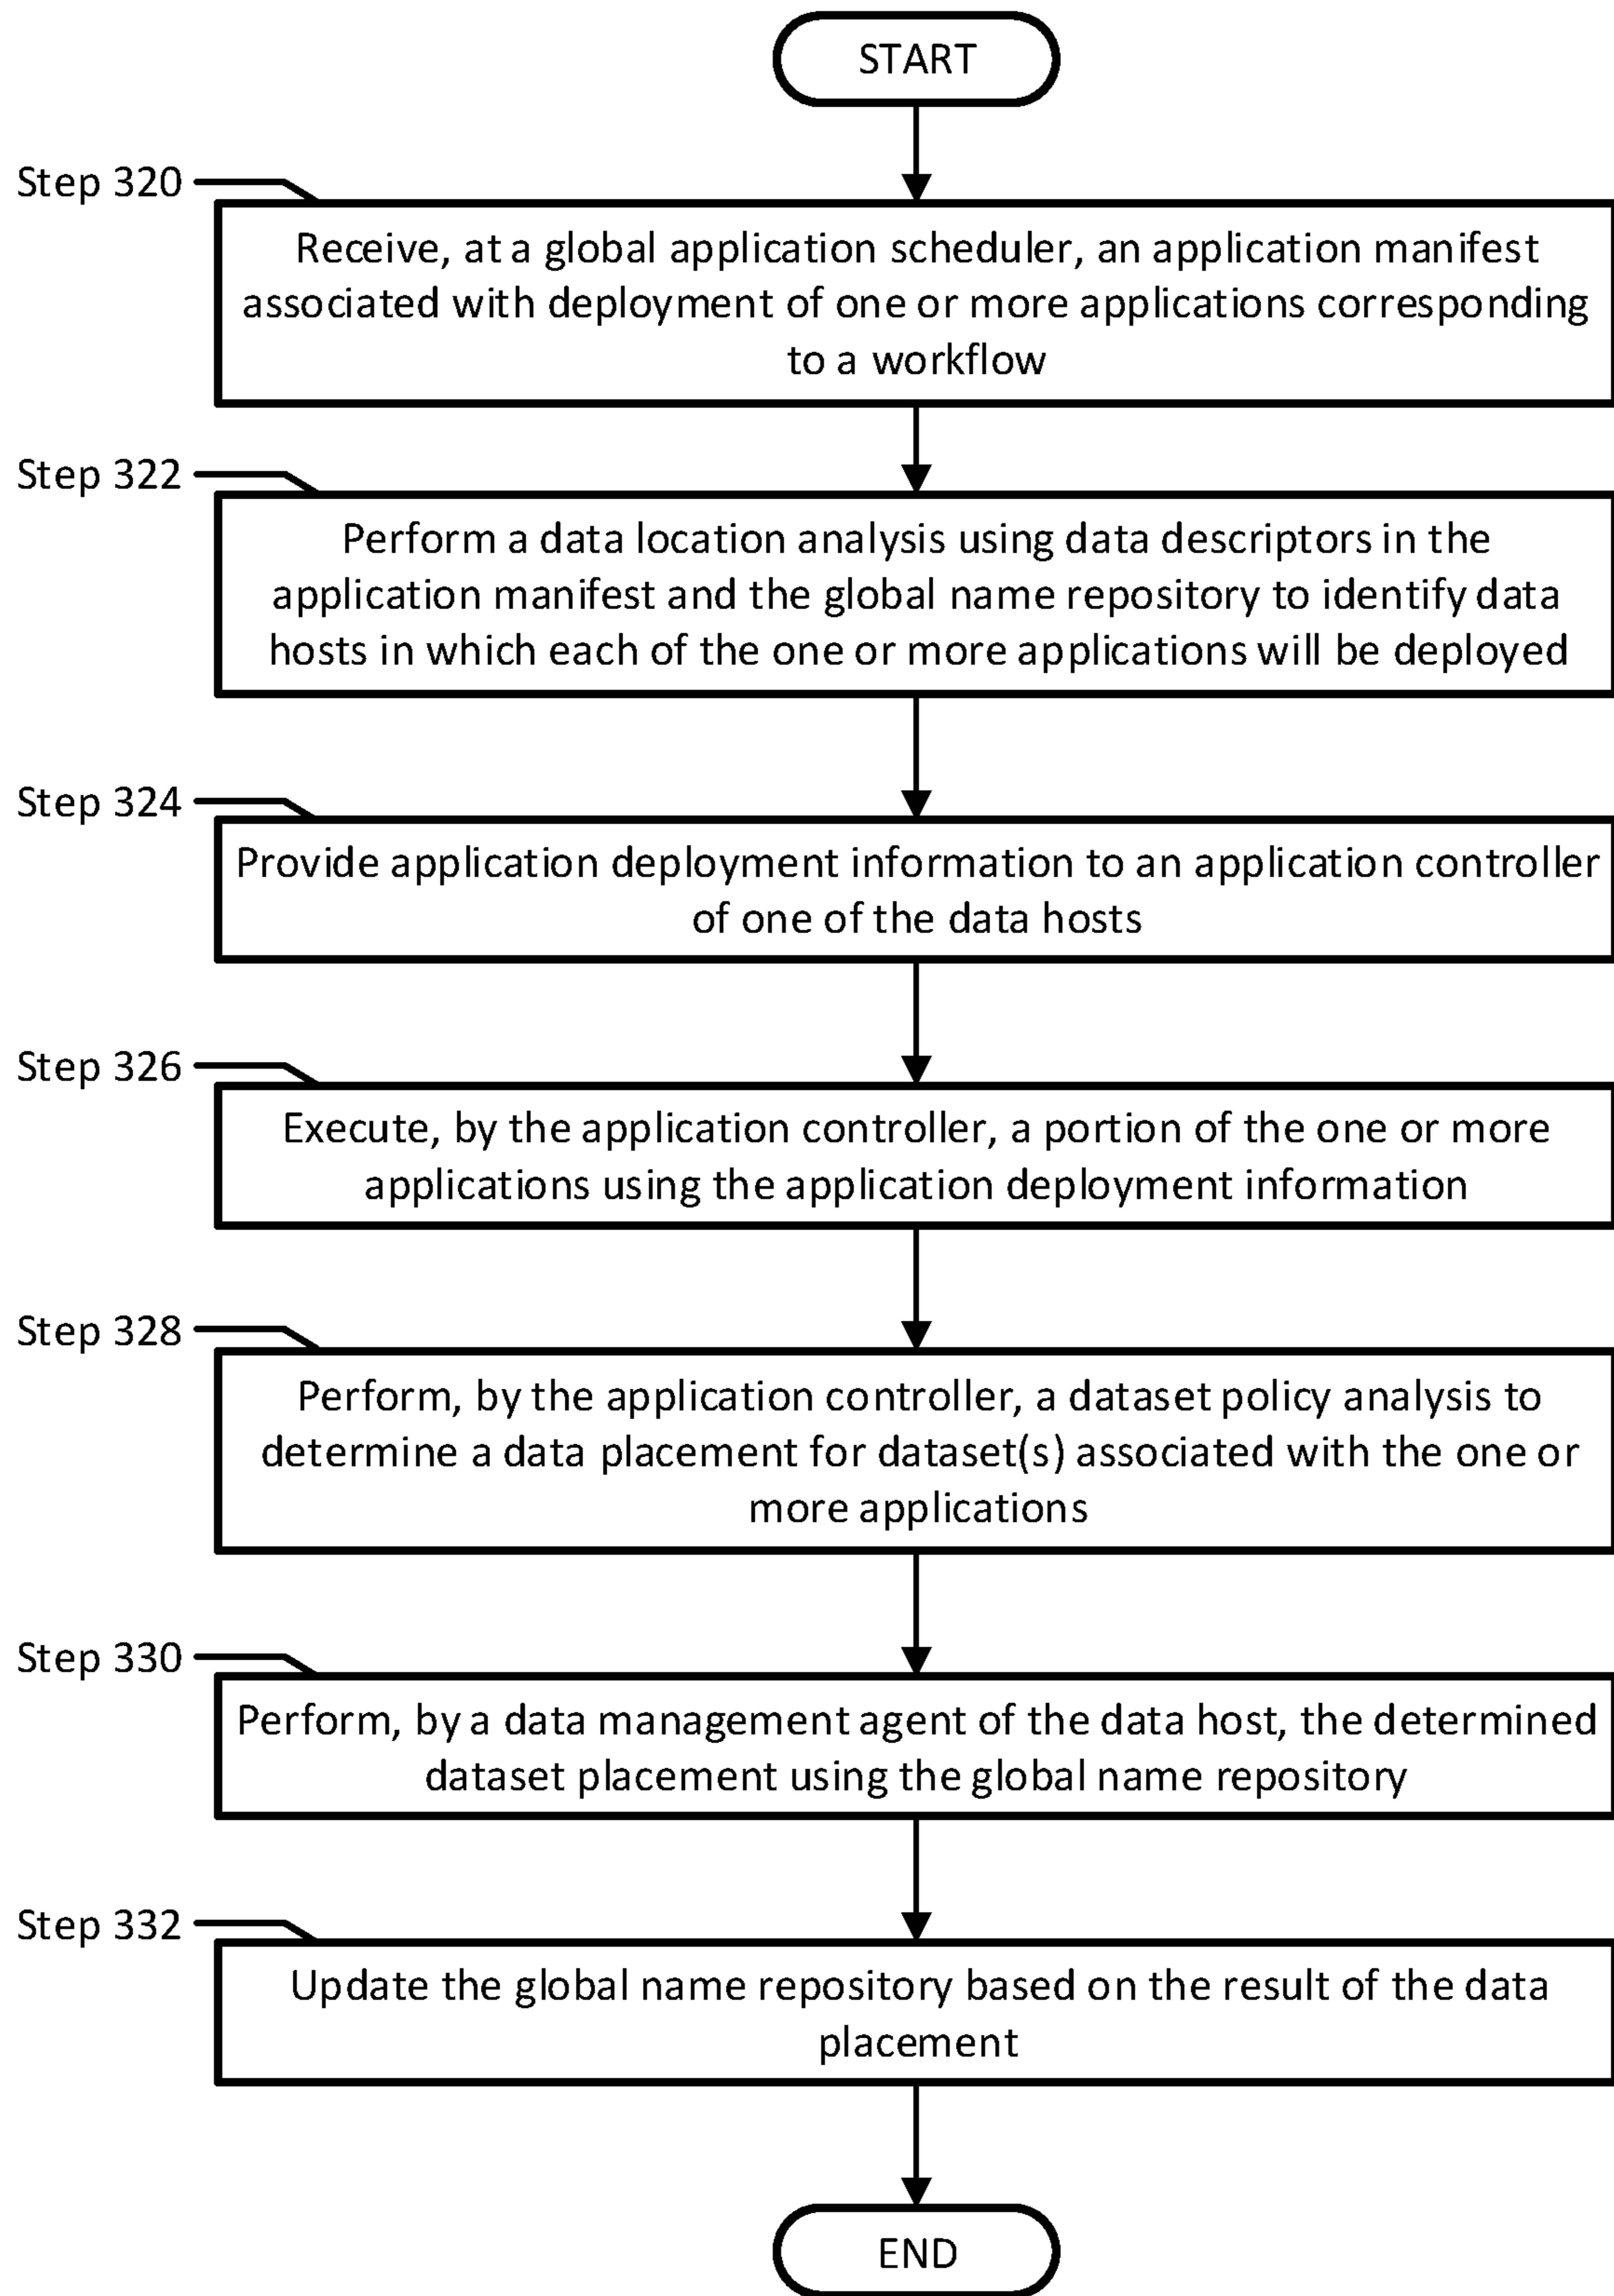 START
Step 320
Receive, at a global application scheduler, an application manifest
associated with deployment of one or more applications corresponding
to a workflow
Step 322
Perform a data location analysis using data descriptors in the
application manifest and the global name repository to identify data
hosts in which each of the one or more applications will be deployed
Step 324
Provide application deployment information to an application controller
of one of the data hosts
Step 326
Execute, by the application controller, a portion of the one or more
applications using the application deployment information
Step 328
Perform, by the application controller, a dataset policy analysis to
determine a data placement for dataset(s) associated with the one or
more applications
Step 330
Perform, by a data management agent of the data host, the determined
dataset placement using the global name repository
Step 332
Update the global name repository based on the result of the data
placement
END